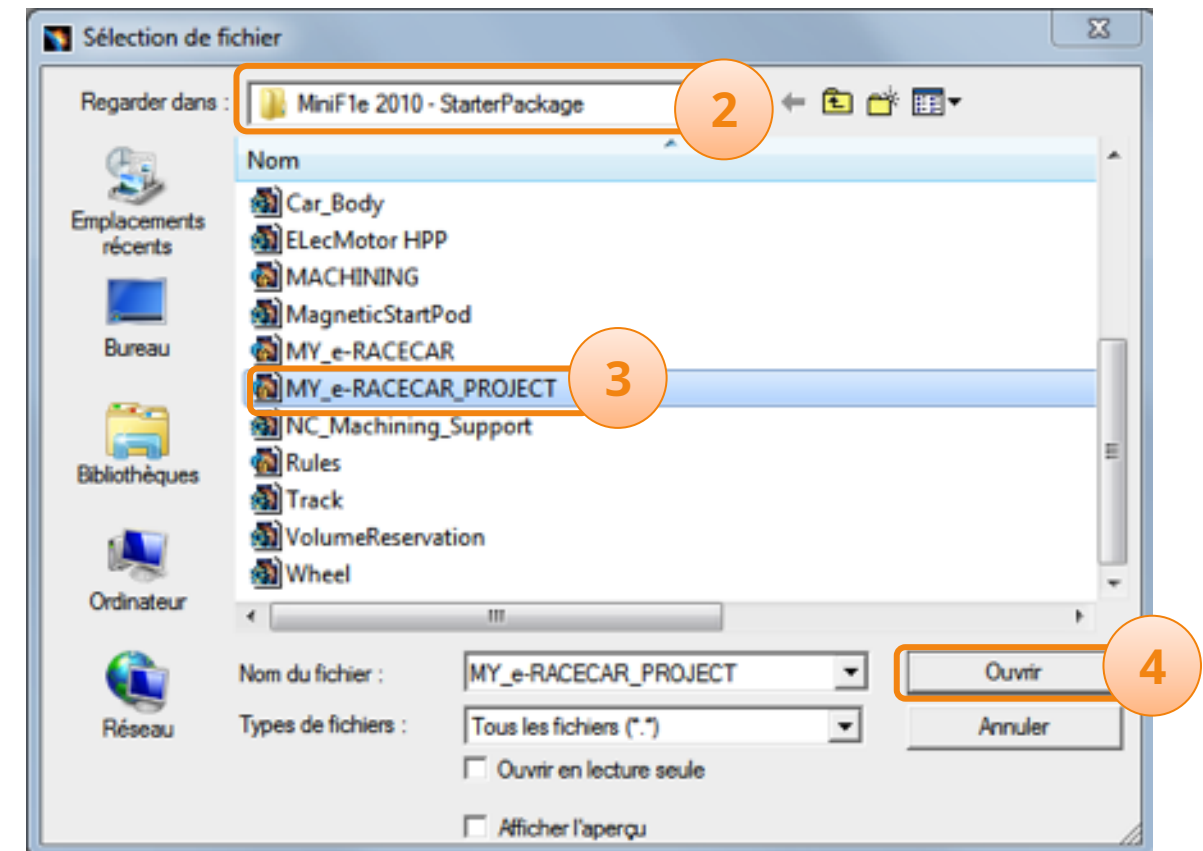 Sélection de fichier
Regarder dans :
MiniF1e 2010 - StarterPackage
2
Nom
Car_Body
ELecMotor HPP
MACHINING
MagneticStartPod
MY_e-RACECAR
MY_e-RACECAR_PROJECT
3
NC_Machining_Support
Rules
Track
VolumeReservation
Wheel
Emplacements
récents
Bureau
Bibliothèques
Ordinateur
Réseau
Nom du fichier :
MY_e-RACECAR_PROJECT
Ouvrir
4
Types de fichiers :
Tous les fichiers (*.*)
Annuler
Ouvrir en lecture seule
Afficher l'aperçu